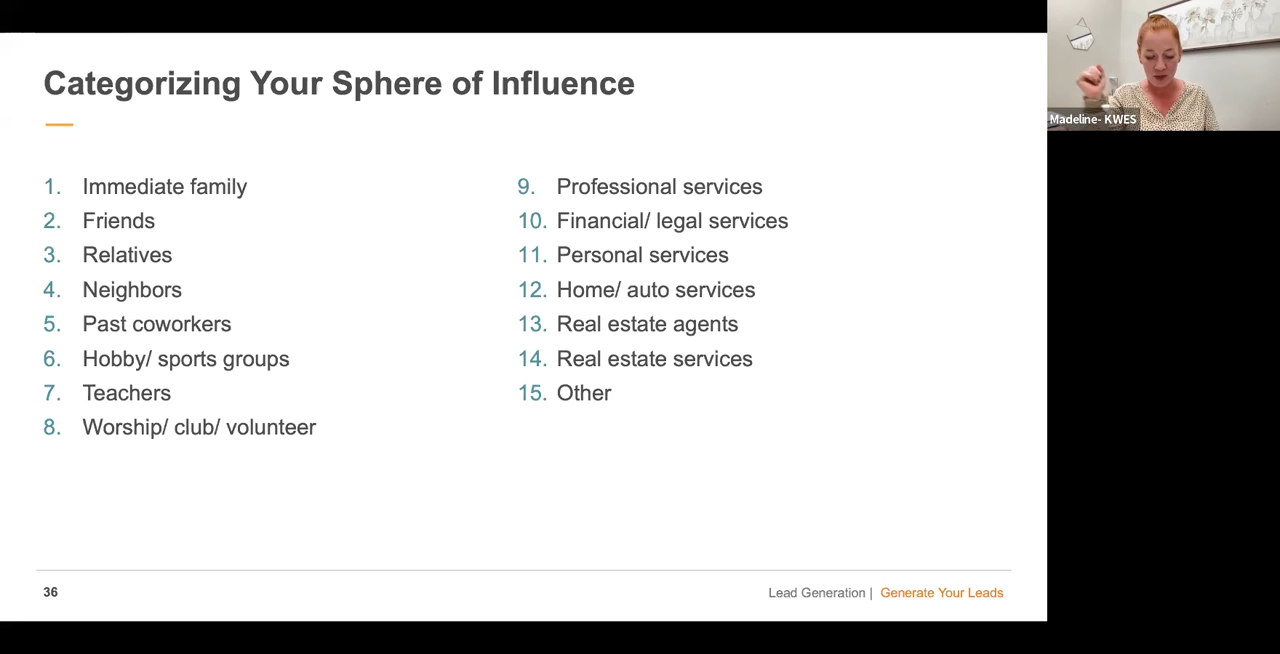 Categorizing Your Sphere of Influence
1. Immediate family
2. Friends
3. Relatives
4. Neighbors
5. Past coworkers
6. Hobby/ sports groups
7. Teachers
8. Worship/ club/ volunteer
9. Professional services
10. Financial/ legal services
11. Personal services
12. Home/ auto services
13. Real estate agents
14. Real estate services
15. Other
36
Lead Generation | Generate Your Leads
Madeline- KWES